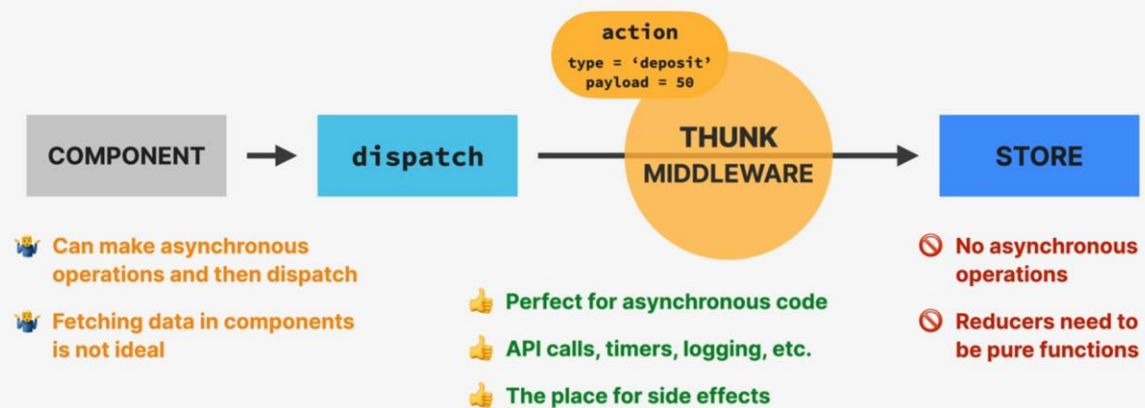 action
type = ‘deposit’
payload = 50
COMPONENT
dispatch
THUNK
MIDDLEWARE
STORE
Can make asynchronous
operations and then dispatch
Fetching data in components
is not ideal
Perfect for asynchronous code
API calls, timers, logging, etc.
The place for side effects
No asynchronous
operations
Reducers need to
be pure functions